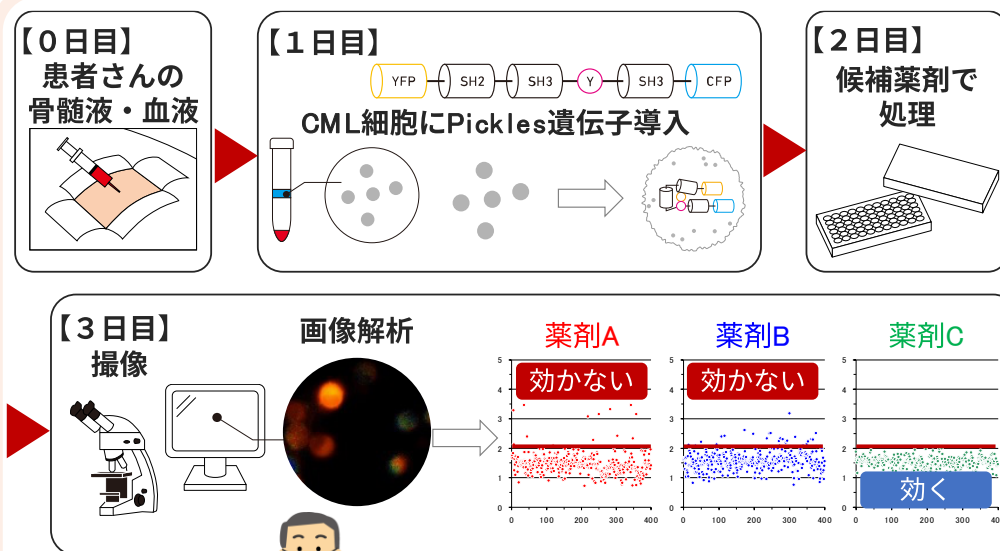 【０日目】
患者さんの
骨髄液・血液
【１日目】
YFP SH2 SH3 Y SH3 CFP
CML細胞にPickles遺伝子導入
【２日目】
候補薬剤で
処理
【３日目】
撮像
画像解析
薬剤A
効かない
5
4
3
2
1
0
0 100 200 300 400
薬剤B
効かない
5
4
3
2
1
0
0 100 200 300 400
薬剤C
効く
5
4
3
2
1
0
0 100 200 300 40